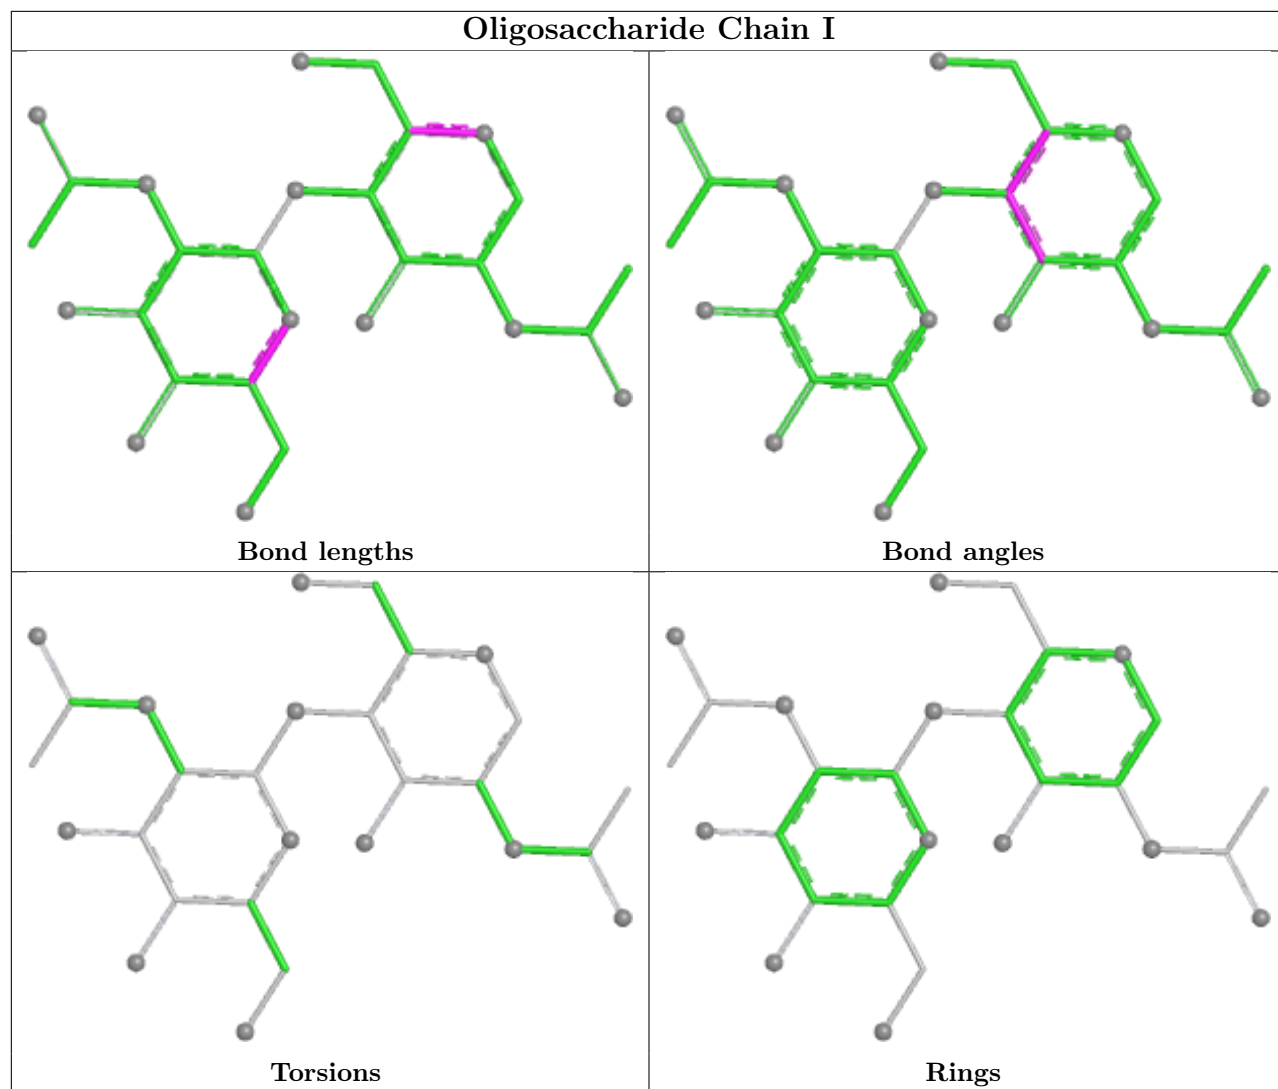 Oligosaccharide Chain I
Bond lengths
Bond angles
Torsions
Rings